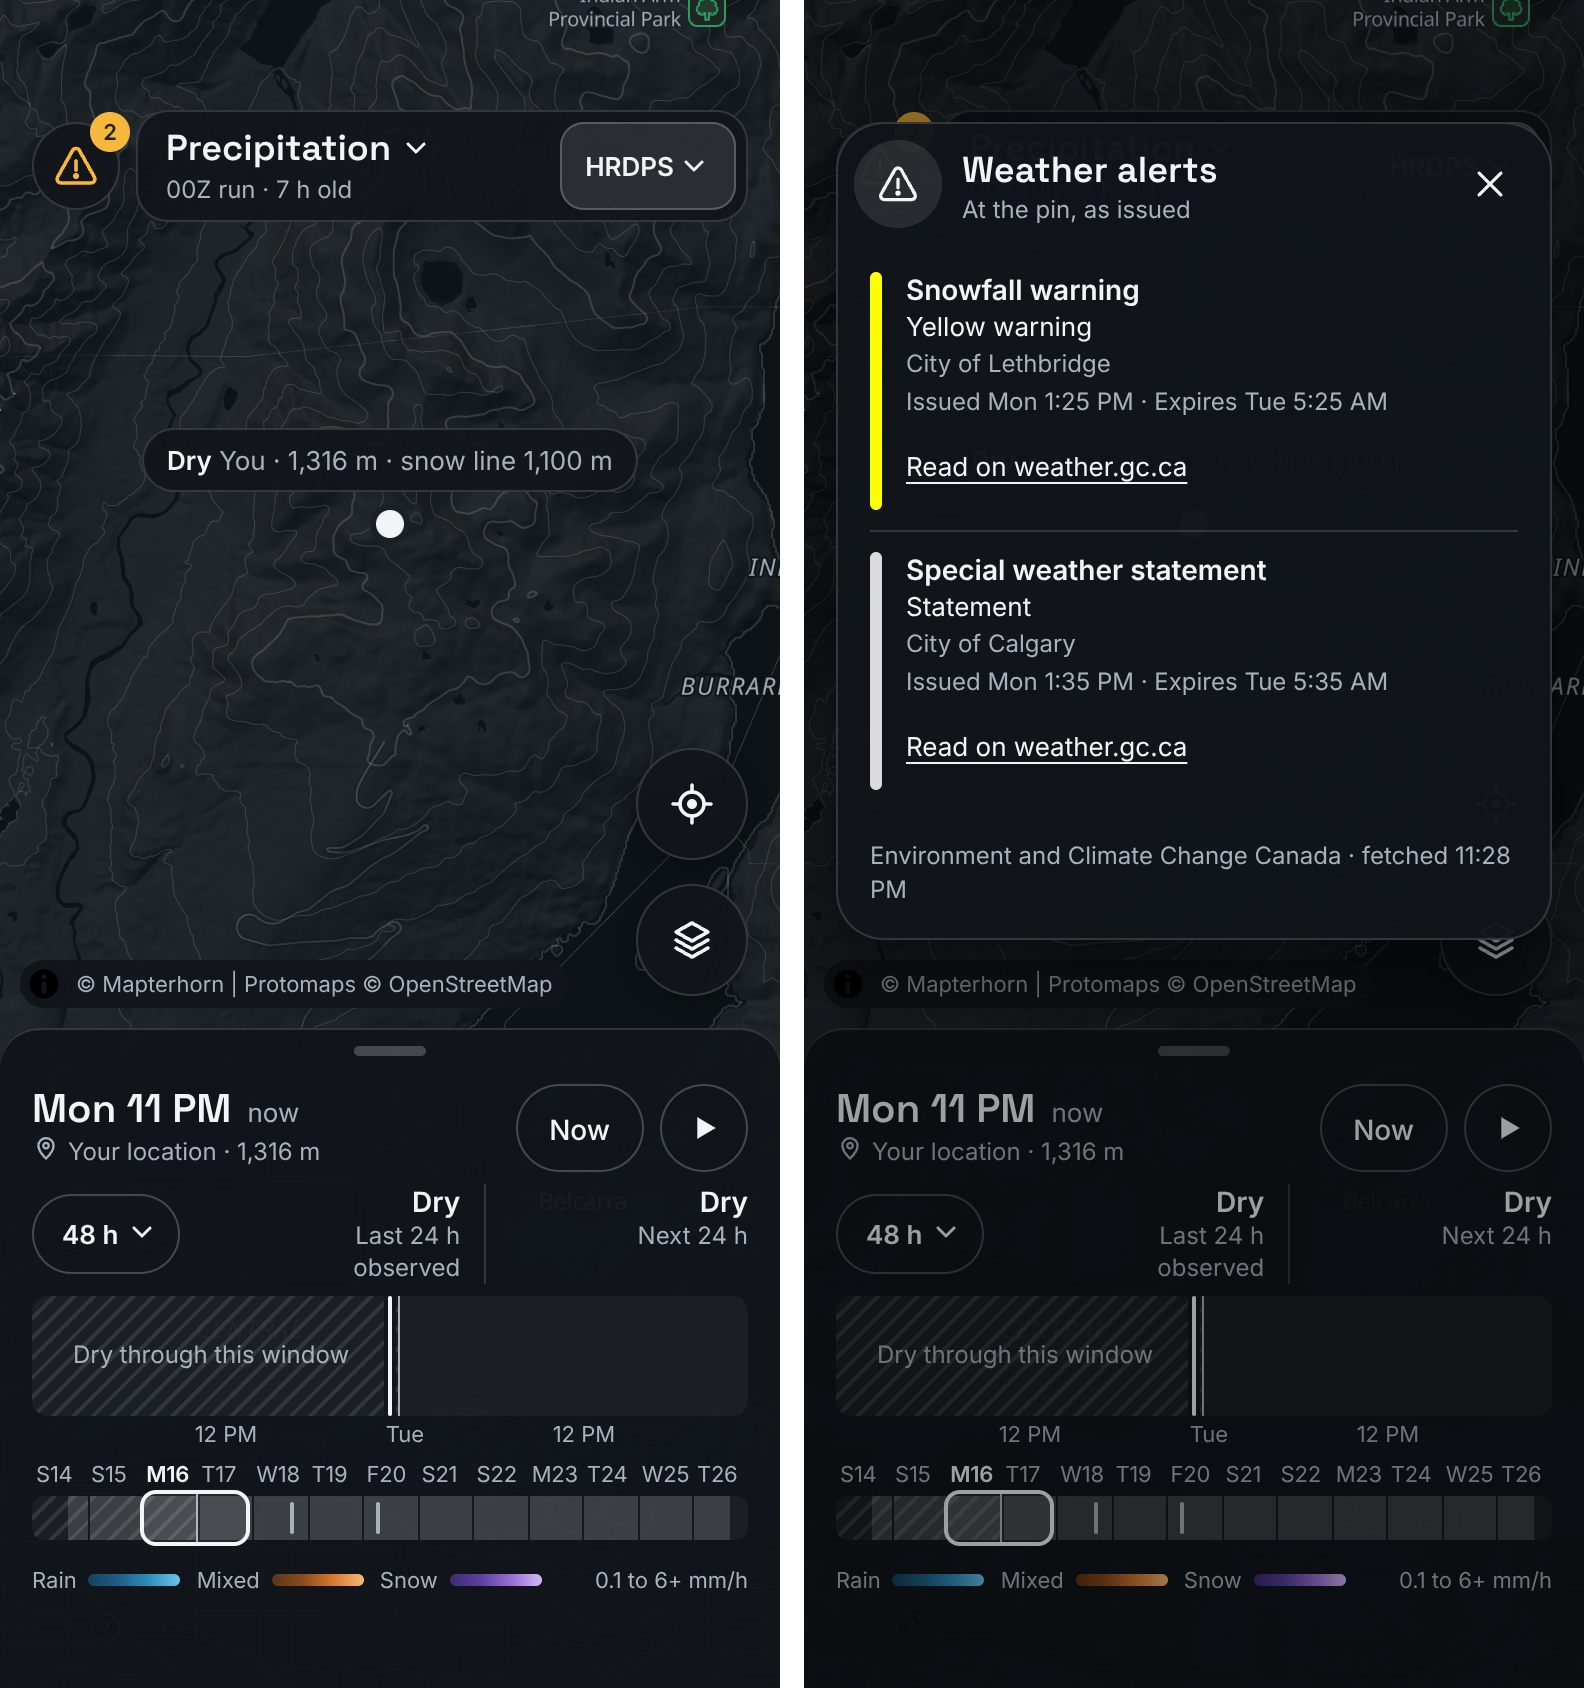 Provincial Park
2
Precipitation
00Z run · 7 h old
HRDPS
Dry You · 1,316 m · snow line 1,100 m
BURRAR
© Mapterhorn | Protomaps © OpenStreetMap
Mon 11 PM now
Your location · 1,316 m
Now
48 h
Dry
Last 24 h
observed
Belcarra
Dry
Next 24 h
Dry through this window
12 PM Tue 12 PM
S14 S15 M16 T17 W18 T19 F20 S21 S22 M23 T24 W25 T26
Rain Mixed Snow 0.1 to 6+ mm/h
Provincial Park
Precipitation
HRDPS
Weather alerts
At the pin, as issued
Snowfall warning
Yellow warning
City of Lethbridge
Issued Mon 1:25 PM · Expires Tue 5:25 AM
snow line 1,100 m
Read on weather.gc.ca
Special weather statement
Statement
City of Calgary
Issued Mon 1:35 PM · Expires Tue 5:35 AM
Read on weather.gc.ca
Environment and Climate Change Canada · fetched 11:28
PM
© Mapterhorn | Protomaps © OpenStreetMap
Mon 11 PM now
Your location · 1,316 m
Now
48 h
Dry
Last 24 h
observed
Belcarra
Dry
Next 24 h
Dry through this window
12 PM Tue 12 PM
S14 S15 M16 T17 W18 T19 F20 S21 S22 M23 T24 W25 T26
Rain Mixed Snow 0.1 to 6+ mm/h